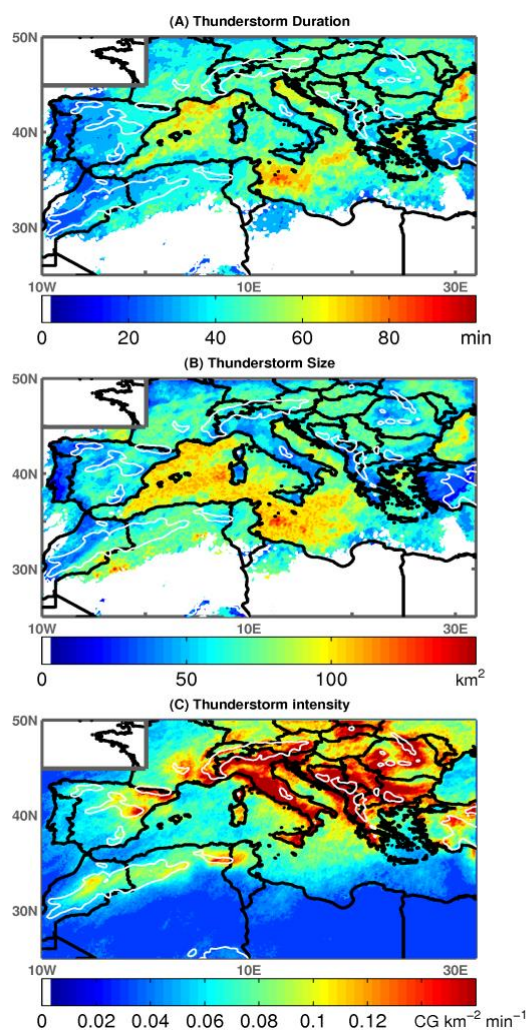 (A) Thunderstorm Duration
50N
40N
30N
10W 10E 30E
0 20 40 60 80 min
(B) Thunderstorm Size
50N
40N
30N
10W 10E 30E
0 50 100 km²
(C) Thunderstorm intensity
50N
40N
30N
10W 10E 30E
0 0.02 0.04 0.06 0.08 0.1 0.12 CG km⁻² min⁻¹